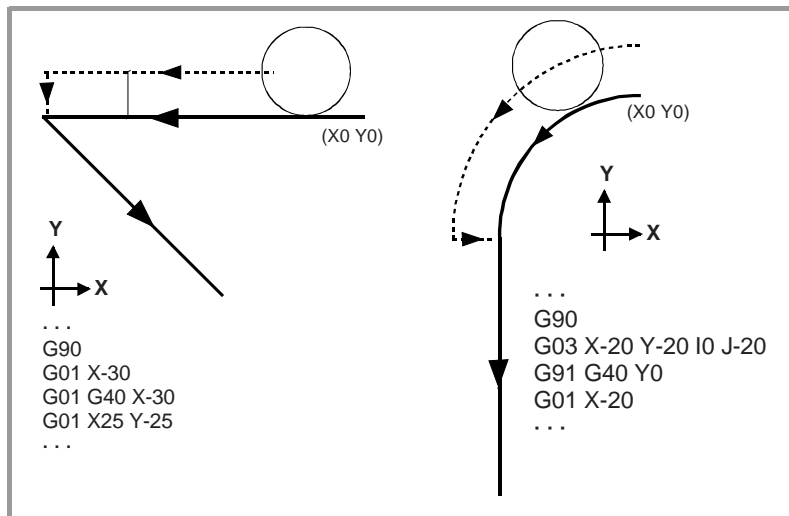 (X0 Y0)
Y
X
. . .
G90
G01 X-30
G01 G40 X-30
G01 X25 Y-25
. . .
(X0 Y0)
Y
X
. . .
G90
G03 X-20 Y-20 I0 J-20
G91 G40 Y0
G01 X-20
. . .